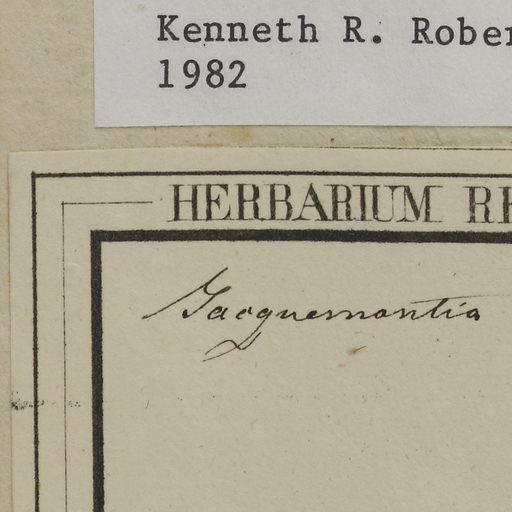 Kenneth R. Rober
1982
HERBARIUM RE
Jacquemontia